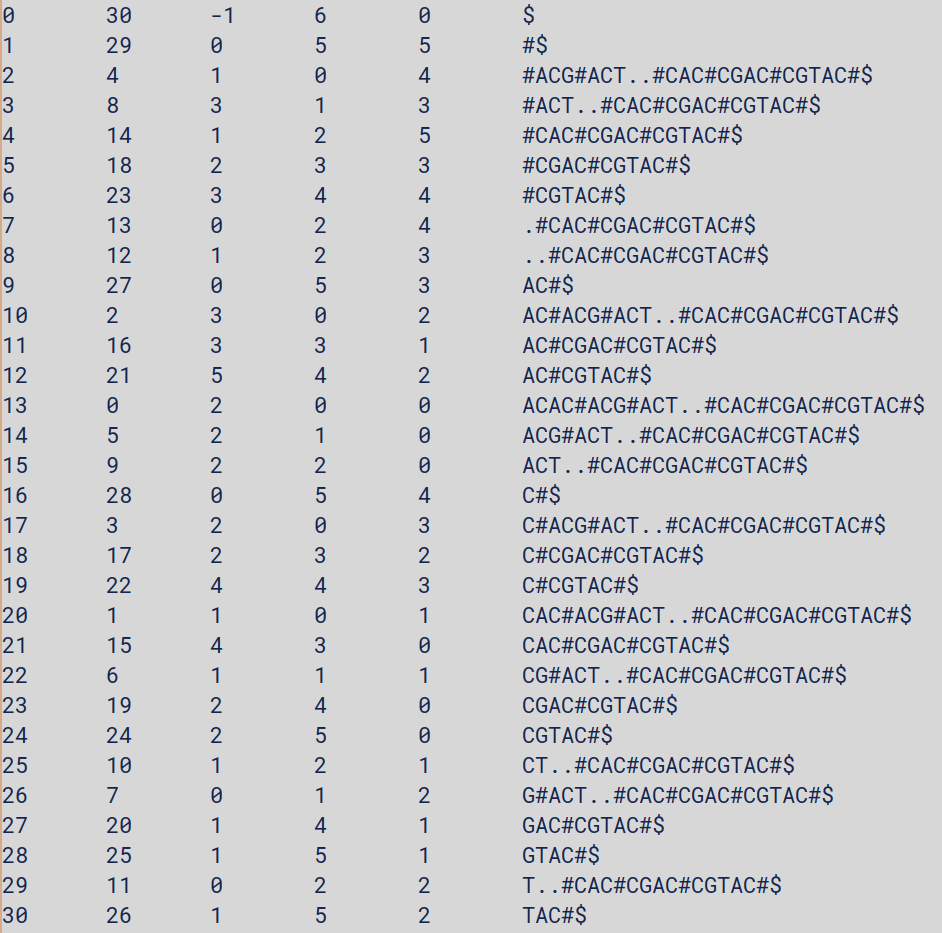 0 30 -1 6 0 $
1 29 0 5 5 #$
2 4 1 0 4 #ACG#ACT..#CAC#CGAC#CGTAC#$
3 8 3 1 3 #ACT..#CAC#CGAC#CGTAC#$
4 14 1 2 5 #CAC#CGAC#CGTAC#$
5 18 2 3 3 #CGAC#CGTAC#$
6 23 3 4 4 #CGTAC#$
7 13 0 2 4 .#CAC#CGAC#CGTAC#$
8 12 1 2 3 ..#CAC#CGAC#CGTAC#$
9 27 0 5 3 AC#$
10 2 3 0 2 AC#ACG#ACT..#CAC#CGAC#CGTAC#$
11 16 3 3 1 AC#CGAC#CGTAC#$
12 21 5 4 2 AC#CGTAC#$
13 0 2 0 0 ACAC#ACG#ACT..#CAC#CGAC#CGTAC#$
14 5 2 1 0 ACG#ACT..#CAC#CGAC#CGTAC#$
15 9 2 2 0 ACT..#CAC#CGAC#CGTAC#$
16 28 0 5 4 C#$
17 3 2 0 3 C#ACG#ACT..#CAC#CGAC#CGTAC#$
18 17 2 3 2 C#CGAC#CGTAC#$
19 22 4 4 3 C#CGTAC#$
20 1 1 0 1 CAC#ACG#ACT..#CAC#CGAC#CGTAC#$
21 15 4 3 0 CAC#CGAC#CGTAC#$
22 6 1 1 1 CG#ACT..#CAC#CGAC#CGTAC#$
23 19 2 4 0 CGAC#CGTAC#$
24 24 2 5 0 CGTAC#$
25 10 1 2 1 CT..#CAC#CGAC#CGTAC#$
26 7 0 1 2 G#ACT..#CAC#CGAC#CGTAC#$
27 20 1 4 1 GAC#CGTAC#$
28 25 1 5 1 GTAC#$
29 11 0 2 2 T..#CAC#CGAC#CGTAC#$
30 26 1 5 2 TAC#$